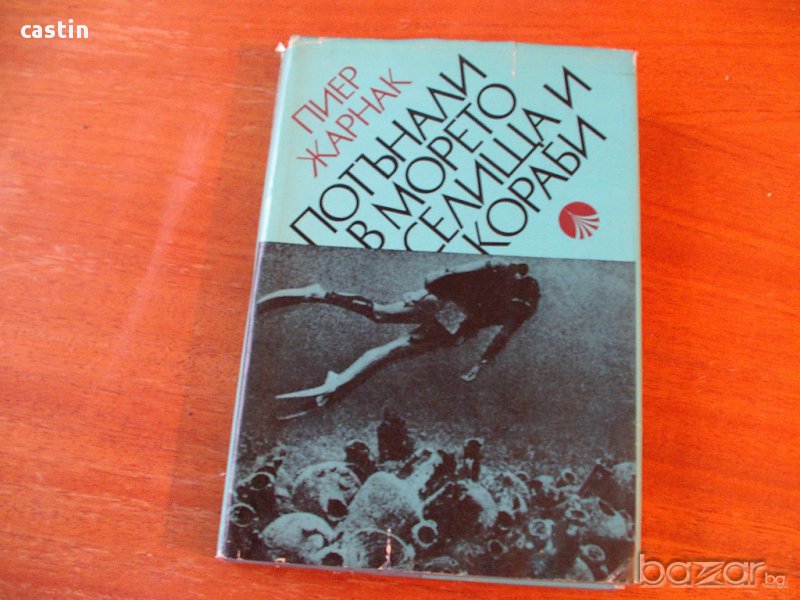 castin
ПИЕР
ЖАРНАК
ПОТЪНАЛИ
В МОРЕТО
СЕЛИЩА И
КОРАБИ
bazar.bg